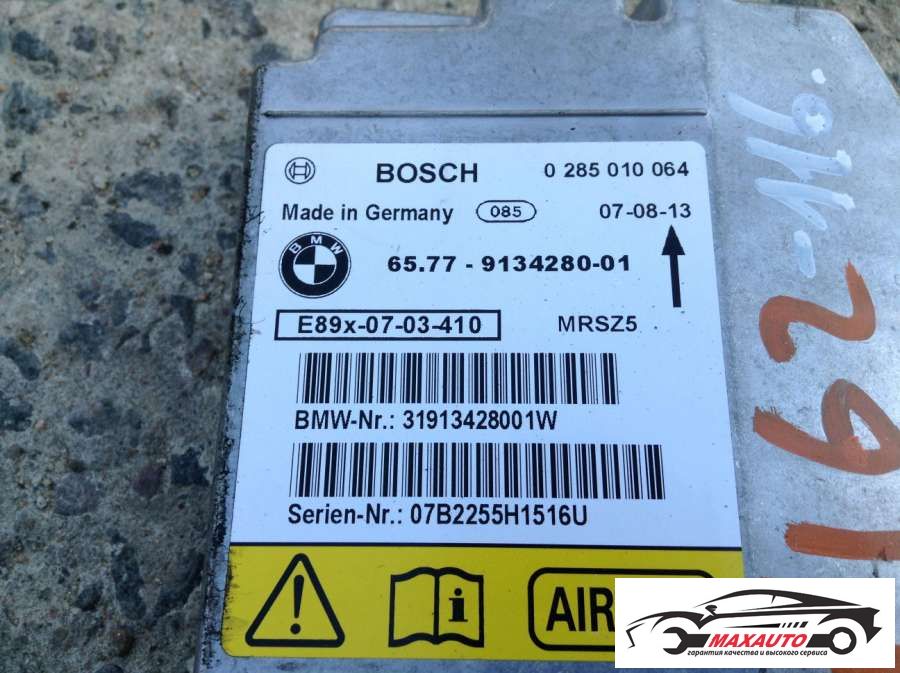 BOSCH 0 285 010 064
Made in Germany 085 07-08-13
BMW
65.77 - 9134280-01
E89x-07-03-410 MRSZ5
BMW-Nr.: 31913428001W
Serien-Nr.: 07B2255H1516U
AIR
162
MAXAUTO
гарантия качества и высокого сервиса